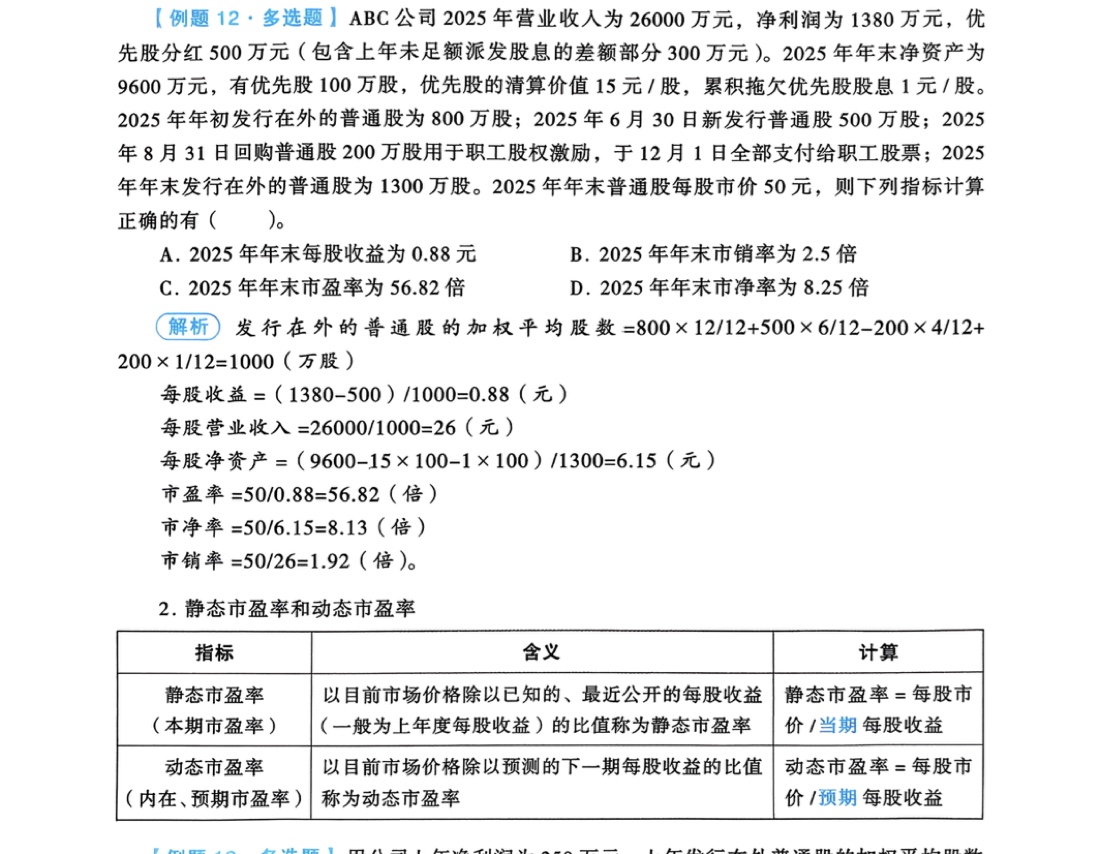 【例题 12·多选题】ABC 公司 2025 年营业收入为 26000 万元，净利润为 1380 万元，优
先股分红 500 万元（包含上年未足额派发股息的差额部分 300 万元）。2025 年年末净资产为
9600 万元，有优先股 100 万股，优先股的清算价值 15 元 / 股，累积拖欠优先股股息 1 元 / 股。
2025 年年初发行在外的普通股为 800 万股；2025 年 6 月 30 日新发行普通股 500 万股；2025
年 8 月 31 日回购普通股 200 万股用于职工股权激励，于 12 月 1 日全部支付给职工股票；2025
年年末发行在外的普通股为 1300 万股。2025 年年末普通股每股市价 50 元，则下列指标计算
正确的有（　　）。
A. 2025 年年末每股收益为 0.88 元 B. 2025 年年末市销率为 2.5 倍
C. 2025 年年末市盈率为 56.82 倍 D. 2025 年年末市净率为 8.25 倍
解析 发行在外的普通股的加权平均股数 =800×12/12+500×6/12-200×4/12+
200×1/12=1000（万股）
每股收益 =（1380-500）/1000=0.88（元）
每股营业收入 =26000/1000=26（元）
每股净资产 =（9600-15×100-1×100）/1300=6.15（元）
市盈率 =50/0.88=56.82（倍）
市净率 =50/6.15=8.13（倍）
市销率 =50/26=1.92（倍）。
2. 静态市盈率和动态市盈率
指标 含义 计算
静态市盈率 以目前市场价格除以已知的、最近公开的每股收益 静态市盈率 = 每股市
（本期市盈率） （一般为上年度每股收益）的比值称为静态市盈率 价 / 当期 每股收益
动态市盈率 以目前市场价格除以预测的下一期每股收益的比值 动态市盈率 = 每股市
（内在、预期市盈率） 称为动态市盈率 价 / 预期 每股收益